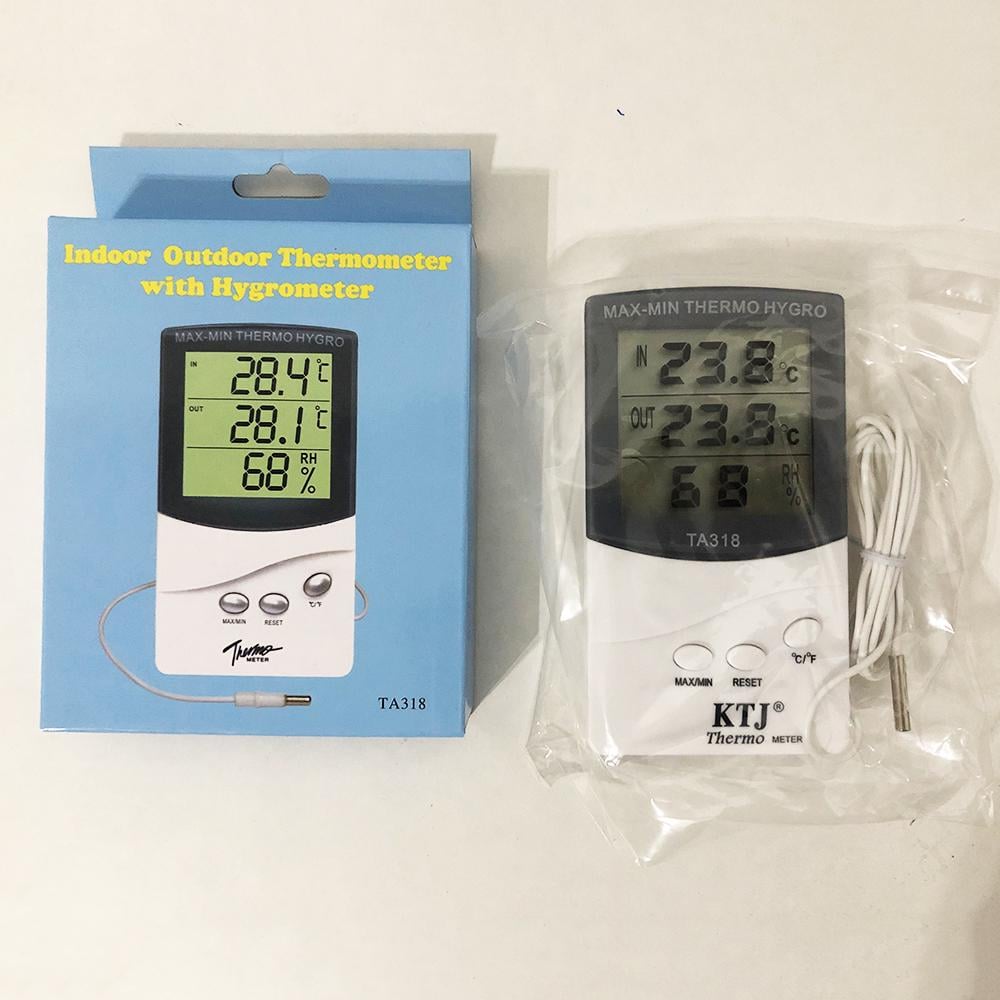 Indoor Outdoor Thermometer
with Hygrometer
MAX-MIN THERMO HYGRO
IN 28.4 °C
OUT 28.1 °C
68 RH %
MAX/MIN RESET °C/°F
Thermo
METER
TA318
MAX-MIN THERMO HYGRO
IN 23.8 °C
OUT 23.8 °C
68 RH %
TA318
MAX/MIN RESET °C/°F
KTJ®
Thermo METER